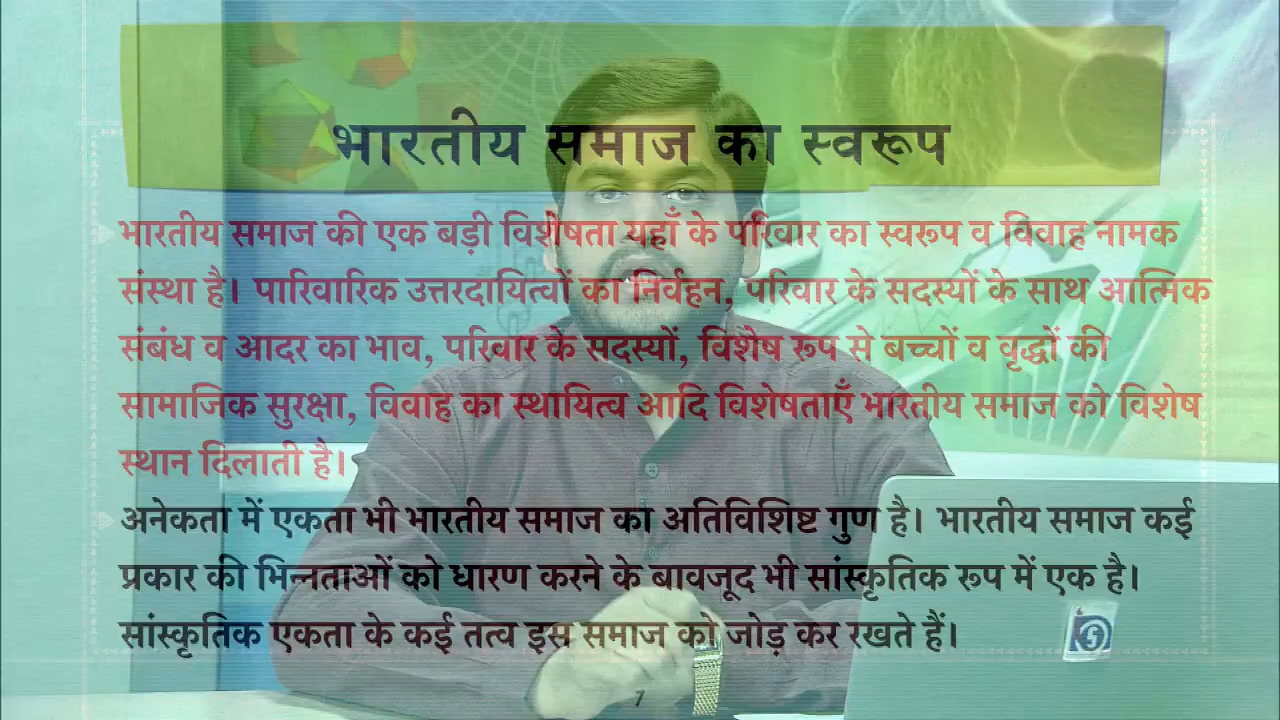 भारतीय समाज का स्वरूप
भारतीय समाज की एक बड़ी विशेषता यहाँ के परिवार का स्वरूप व विवाह नामक
संस्था है। पारिवारिक उत्तरदायित्वों का निर्वहन, परिवार के सदस्यों के साथ आत्मिक
संबंध व आदर का भाव, परिवार के सदस्यों, विशेष रूप से बच्चों व वृद्धों की
सामाजिक सुरक्षा, विवाह का स्थायित्व आदि विशेषताएँ भारतीय समाज को विशेष
स्थान दिलाती है।
अनेकता में एकता भी भारतीय समाज का अतिविशिष्ट गुण है। भारतीय समाज कई
प्रकार की भिन्नताओं को धारण करने के बावजूद भी सांस्कृतिक रूप में एक है।
सांस्कृतिक एकता के कई तत्व इस समाज को जोड़ कर रखते हैं।
7